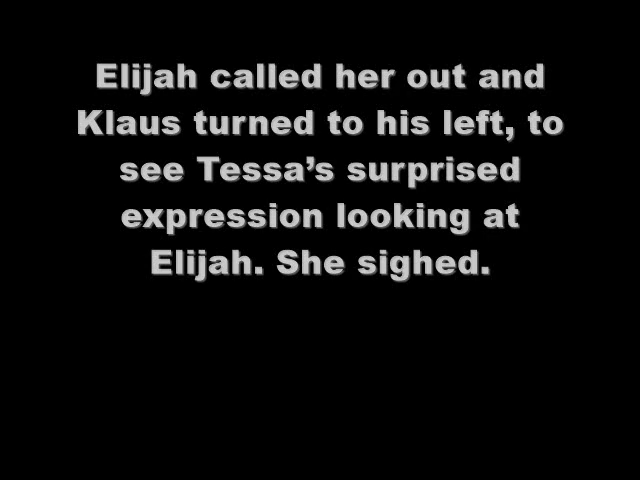 Elijah called her out and
Klaus turned to his left, to
see Tessa’s surprised
expression looking at
Elijah. She sighed.